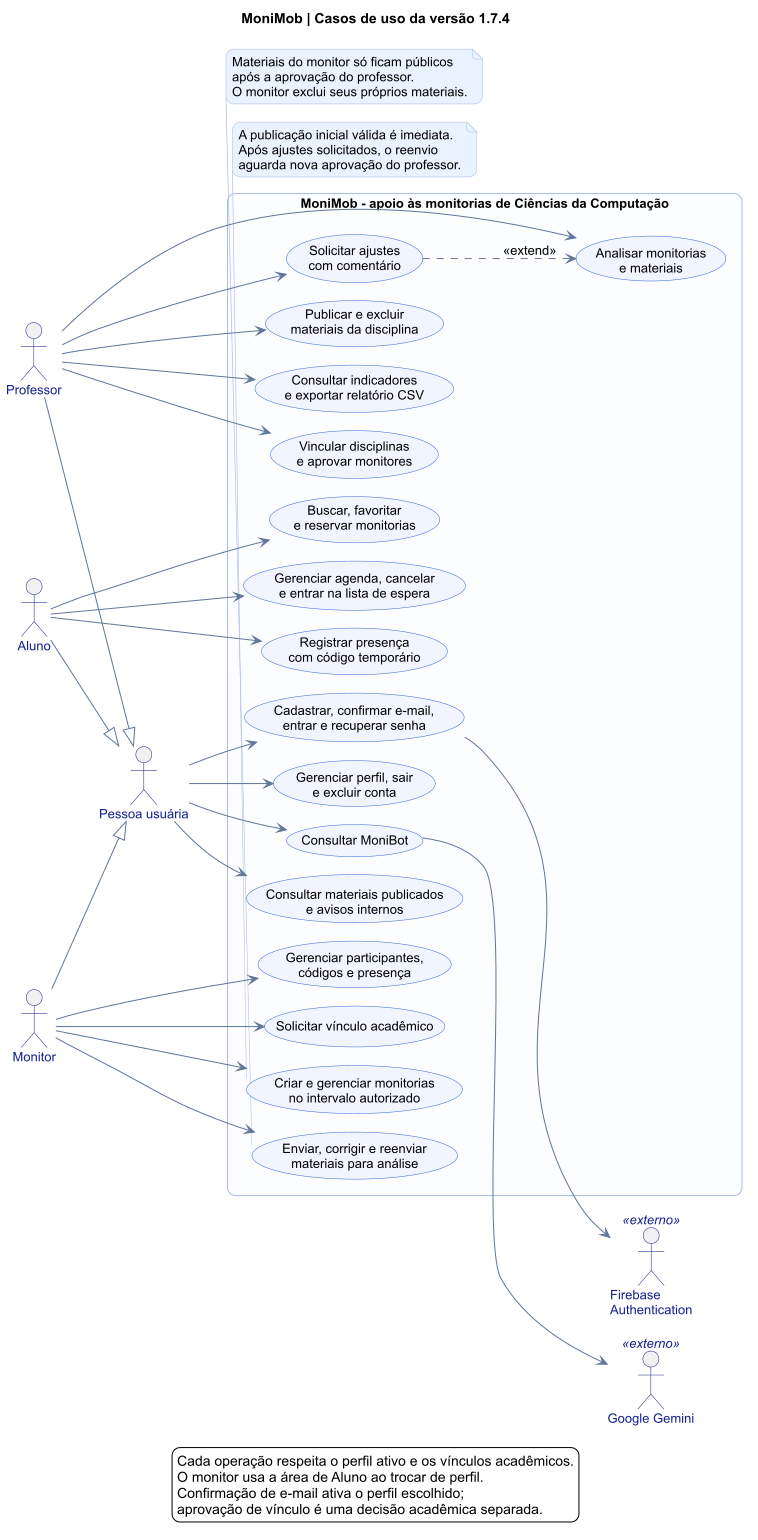 MoniMob | Casos de uso da versão 1.7.4
Materiais do monitor só ficam públicos
após a aprovação do professor.
O monitor exclui seus próprios materiais.
A publicação inicial válida é imediata.
Após ajustes solicitados, o reenvio
aguarda nova aprovação do professor.
MoniMob - apoio às monitorias de Ciências da Computação
Solicitar ajustes
com comentário
«extend»
Analisar monitorias
e materiais
Publicar e excluir
materiais da disciplina
Professor
Consultar indicadores
e exportar relatório CSV
Vincular disciplinas
e aprovar monitores
Buscar, favoritar
e reservar monitorias
Gerenciar agenda, cancelar
e entrar na lista de espera
Aluno
Registrar presença
com código temporário
Cadastrar, confirmar e-mail,
entrar e recuperar senha
Gerenciar perfil, sair
e excluir conta
Pessoa usuária
Consultar MoniBot
Consultar materiais publicados
e avisos internos
Gerenciar participantes,
códigos e presença
Solicitar vínculo acadêmico
Monitor
Criar e gerenciar monitorias
no intervalo autorizado
Enviar, corrigir e reenviar
materiais para análise
«externo»
Firebase
Authentication
«externo»
Google Gemini
Cada operação respeita o perfil ativo e os vínculos acadêmicos.
O monitor usa a área de Aluno ao trocar de perfil.
Confirmação de e-mail ativa o perfil escolhido;
aprovação de vínculo é uma decisão acadêmica separada.